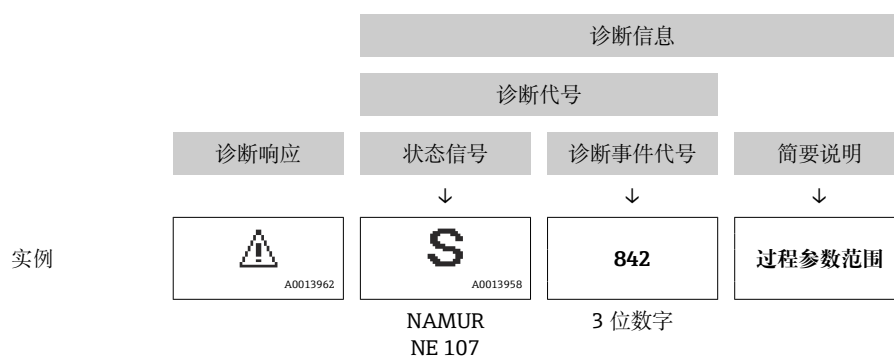 诊断信息
诊断代号
诊断响应 状态信号 诊断事件代号 简要说明
实例 S 842 过程参数范围
A0013962 A0013958
NAMUR 3 位数字
NE 107